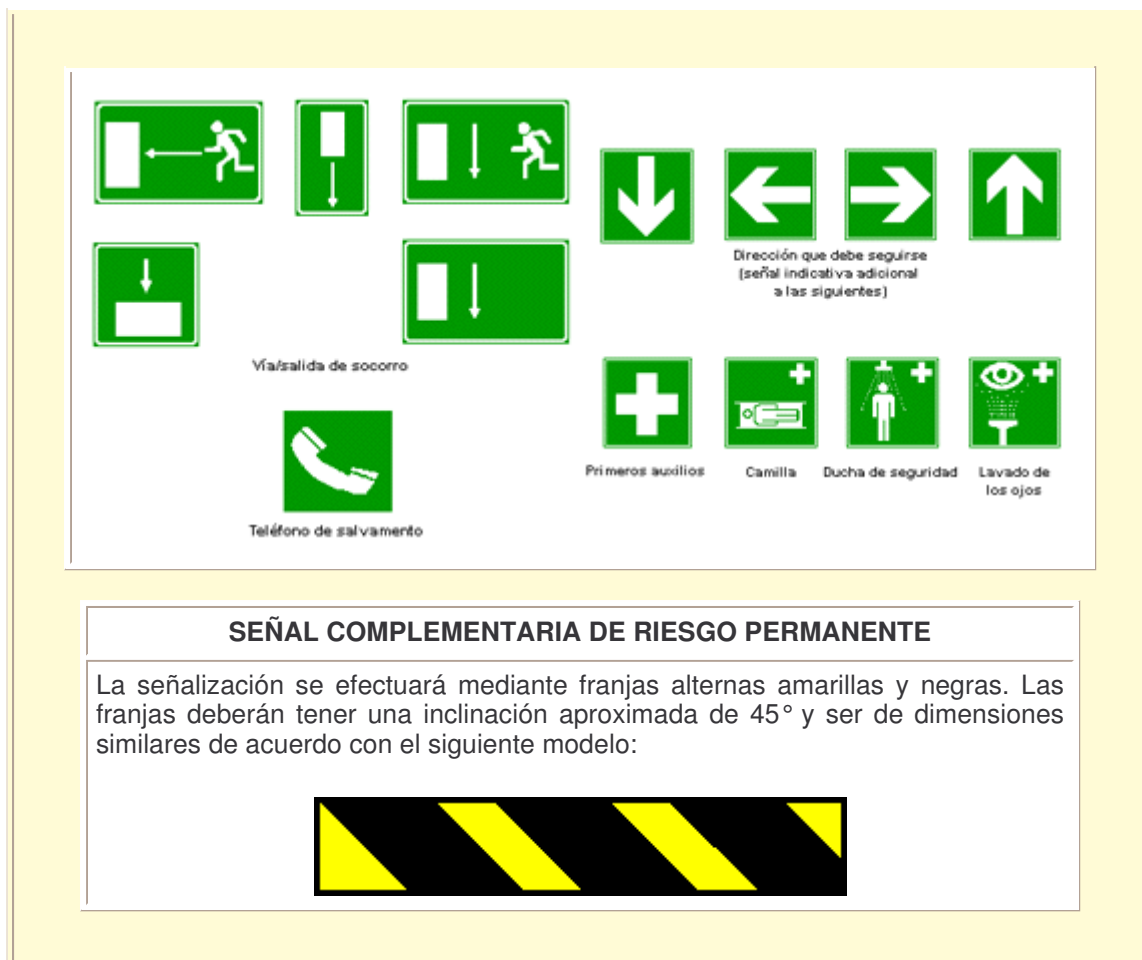 Dirección que debe seguirse
(señal indicativa adicional
a las siguientes)
Vía/salida de socorro
Primeros auxilios
Camilla
Ducha de seguridad
Lavado de
los ojos
Teléfono de salvamento
SEÑAL COMPLEMENTARIA DE RIESGO PERMANENTE
La señalización se efectuará mediante franjas alternas amarillas y negras. Las
franjas deberán tener una inclinación aproximada de 45° y ser de dimensiones
similares de acuerdo con el siguiente modelo: